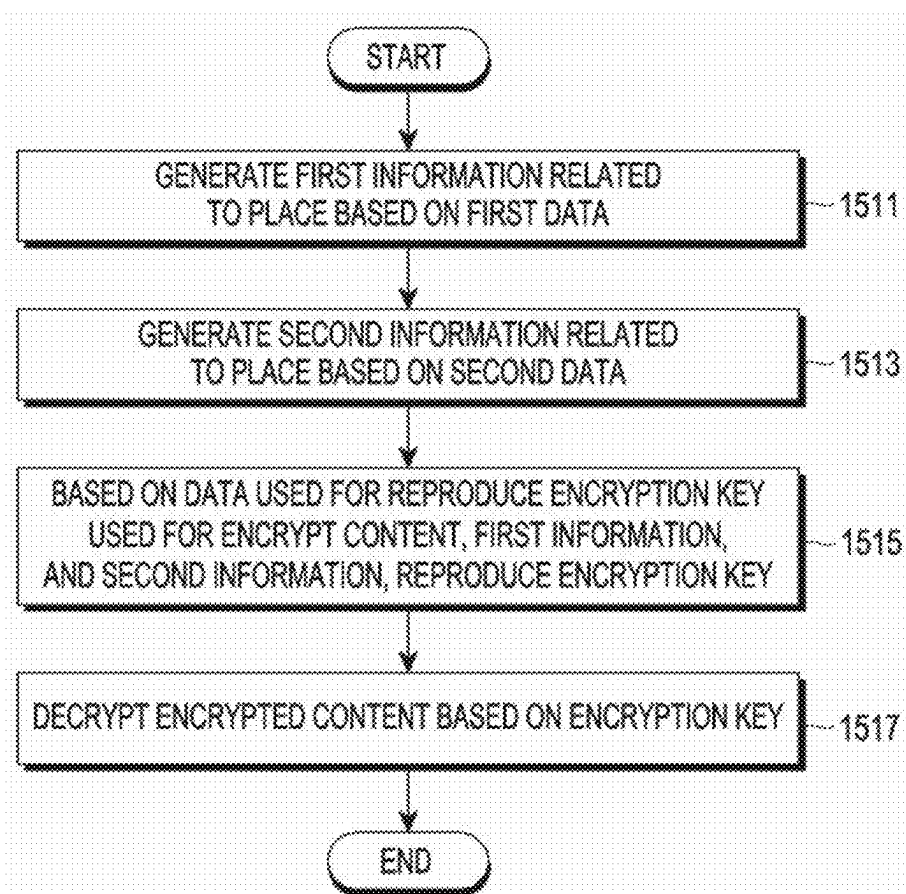 START
GENERATE FIRST INFORMATION RELATED
TO PLACE BASED ON FIRST DATA
1511
GENERATE SECOND INFORMATION RELATED
TO PLACE BASED ON SECOND DATA
1513
BASED ON DATA USED FOR REPRODUCE ENCRYPTION KEY
USED FOR ENCRYPT CONTENT, FIRST INFORMATION,
AND SECOND INFORMATION, REPRODUCE ENCRYPTION KEY
1515
DECRYPT ENCRYPTED CONTENT BASED ON ENCRYPTION KEY
1517
END